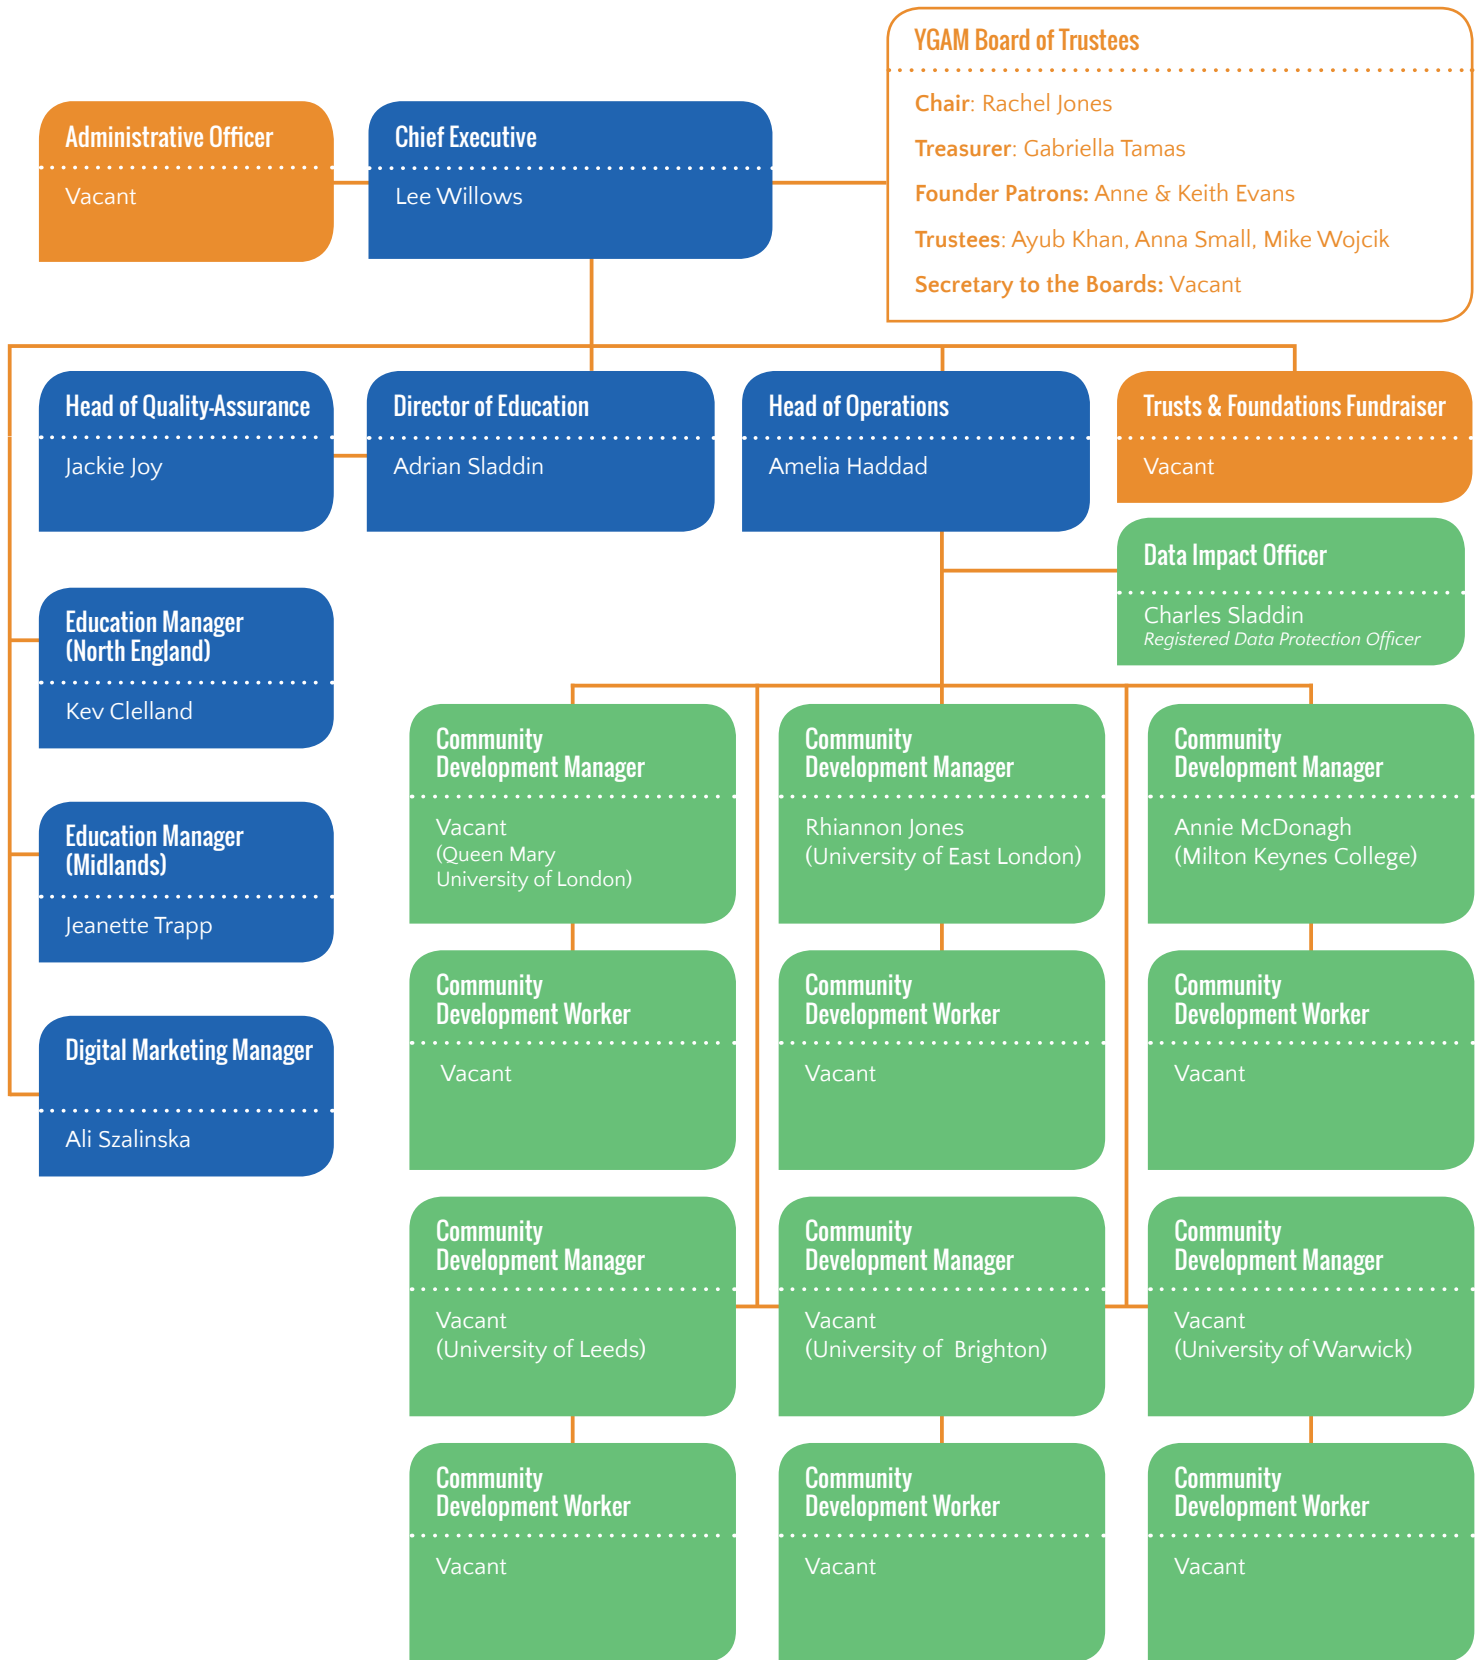 YGAM Board of Trustees
Chair: Rachel Jones
Treasurer: Gabriella Tamas
Founder Patrons: Anne & Keith Evans
Trustees: Ayub Khan, Anna Small, Mike Wojcik
Secretary to the Boards: Vacant
Administrative Officer
Vacant
Chief Executive
Lee Willows
Head of Quality-Assurance
Jackie Joy
Director of Education
Adrian Sladdin
Head of Operations
Amelia Haddad
Trusts & Foundations Fundraiser
Vacant
Data Impact Officer
Charles Sladdin
Registered Data Protection Officer
Education Manager
(North England)
Kev Clelland
Education Manager
(Midlands)
Jeanette Trapp
Digital Marketing Manager
Ali Szalinska
Community
Development Manager
Vacant
(Queen Mary
University of London)
Community
Development Manager
Rhiannon Jones
(University of East London)
Community
Development Manager
Annie McDonagh
(Milton Keynes College)
Community
Development Worker
Vacant
Community
Development Worker
Vacant
Community
Development Worker
Vacant
Community
Development Manager
Vacant
(University of Leeds)
Community
Development Manager
Vacant
(University of Brighton)
Community
Development Manager
Vacant
(University of Warwick)
Community
Development Worker
Vacant
Community
Development Worker
Vacant
Community
Development Worker
Vacant